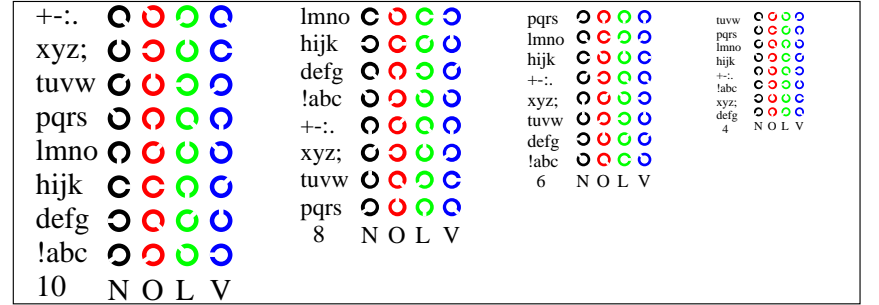 +-:.
xyz;
tuvw
pqrs
lmno
hijk
defg
!abc
10 N O L V
lmno
hijk
defg
!abc
+-:.
xyz;
tuvw
pqrs
8 N O L V
pqrs
lmno
hijk
+-:.
xyz;
tuvw
defg
!abc
6 N O L V
tuvw
pqrs
lmno
hijk
+-:.
!abc
xyz;
defg
4 N O L V